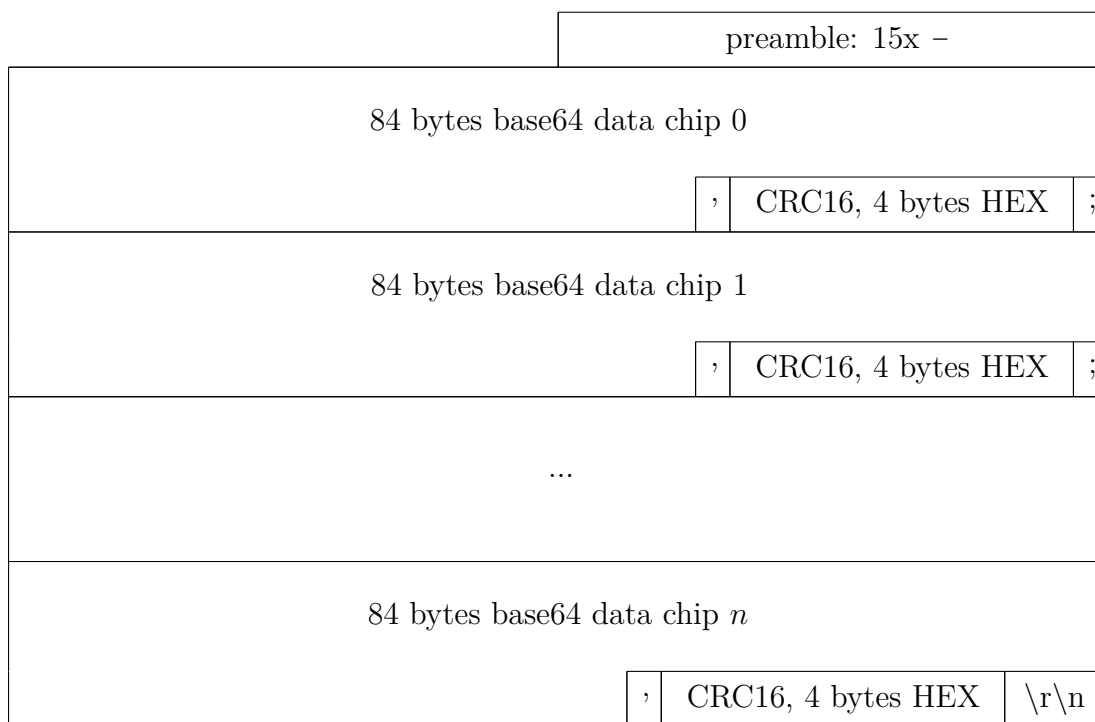 preamble: 15x –
84 bytes base64 data chip 0
, CRC16, 4 bytes HEX ;
84 bytes base64 data chip 1
, CRC16, 4 bytes HEX ;
...
84 bytes base64 data chip n
, CRC16, 4 bytes HEX \r\n